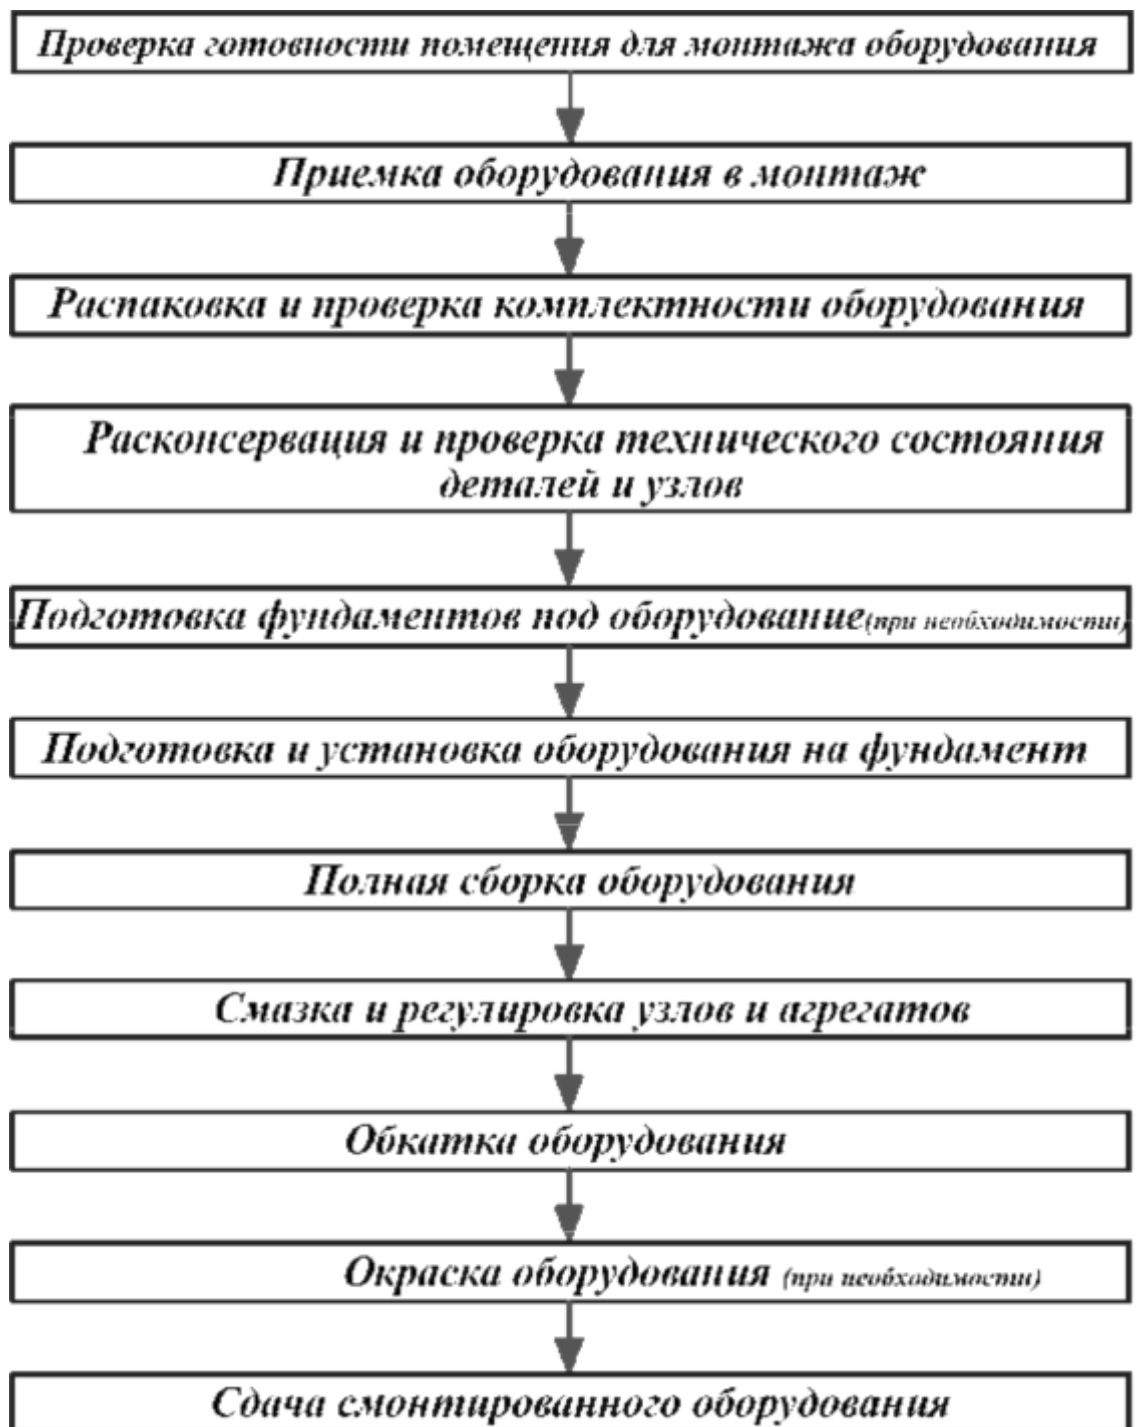 Проверка готовности помещения для монтажа оборудования
Приемка оборудования в монтаж
Распаковка и проверка комплектности оборудования
Расконсервация и проверка технического состояния
деталей и узлов
Подготовка фундаментов под оборудование(при необходимости)
Подготовка и установка оборудования на фундамент
Полная сборка оборудования
Смазка и регулировка узлов и агрегатов
Обкатка оборудования
Окраска оборудования (при необходимости)
Сдача смонтированного оборудования